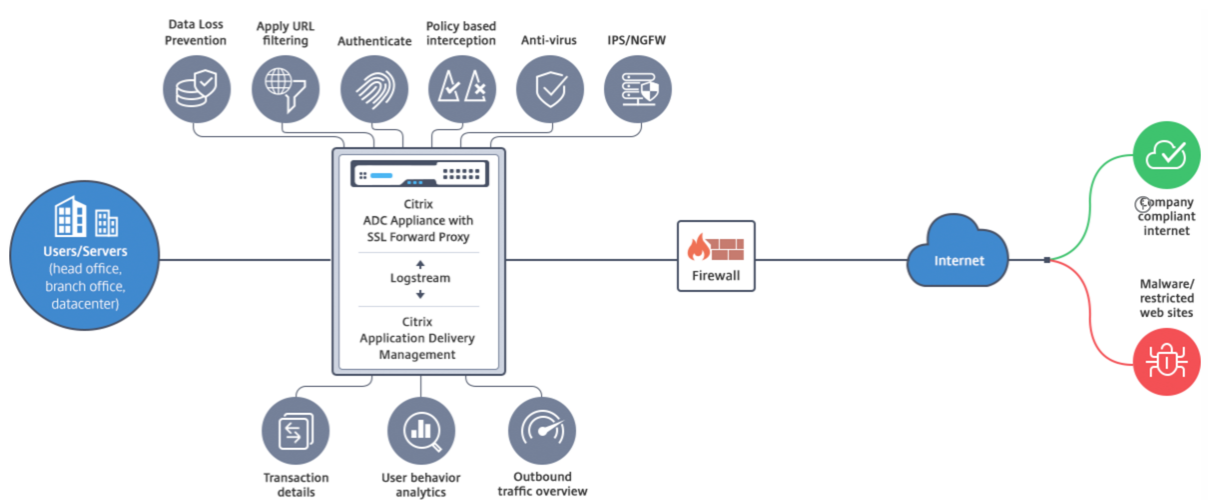 Data Loss
Prevention
Apply URL
filtering
Authenticate
Policy based
interception
Anti-virus
IPS/NGFW
Citrix
ADC Appliance with
SSL Forward Proxy
Logstream
Citrix
Application Delivery
Management
Users/Servers
(head office,
branch office,
datacenter)
Firewall
Internet
Company
compliant
internet
Malware/
restricted
web sites
Transaction
details
User behavior
analytics
Outbound
traffic overview